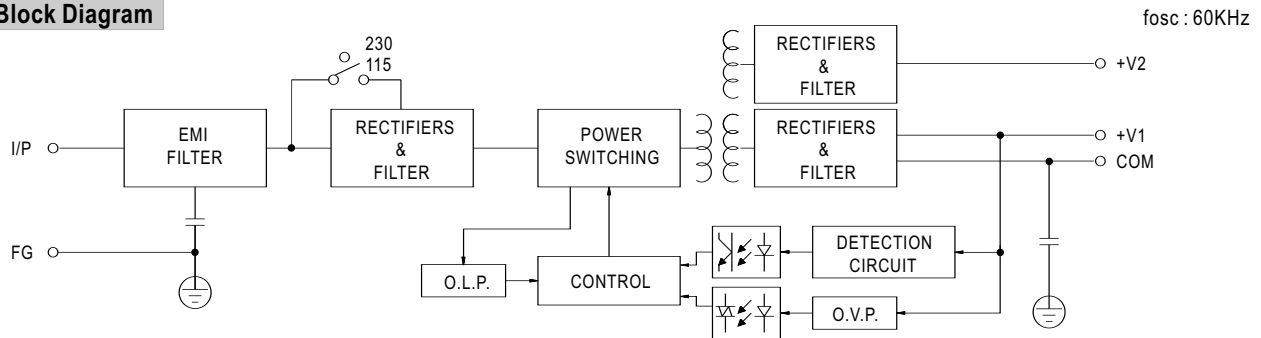 Block Diagram
fosc : 60KHz
230
115
I/P
EMI
FILTER
RECTIFIERS
&
FILTER
POWER
SWITCHING
RECTIFIERS
&
FILTER
+V2
RECTIFIERS
&
FILTER
+V1
COM
FG
O.L.P.
CONTROL
DETECTION
CIRCUIT
O.V.P.